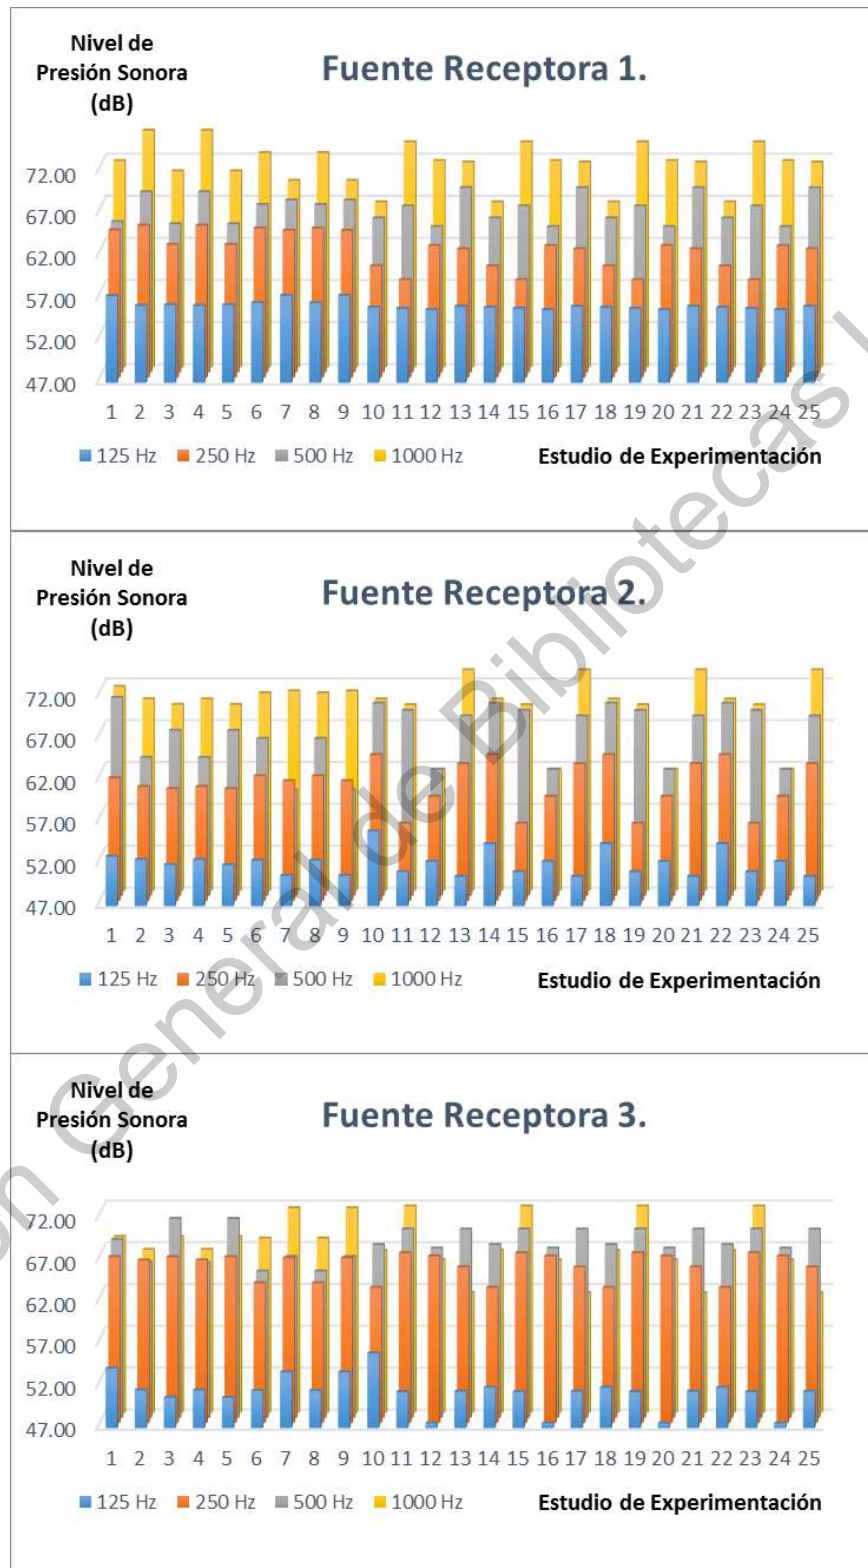 Nivel de
Presión Sonora
(dB)
Fuente Receptora 1.
72.00
67.00
62.00
57.00
52.00
47.00
1 2 3 4 5 6 7 8 9 10 11 12 13 14 15 16 17 18 19 20 21 22 23 24 25
125 Hz 250 Hz 500 Hz 1000 Hz
Estudio de Experimentación
Nivel de
Presión Sonora
(dB)
Fuente Receptora 2.
72.00
67.00
62.00
57.00
52.00
47.00
1 2 3 4 5 6 7 8 9 10 11 12 13 14 15 16 17 18 19 20 21 22 23 24 25
125 Hz 250 Hz 500 Hz 1000 Hz
Estudio de Experimentación
Nivel de
Presión Sonora
(dB)
Fuente Receptora 3.
72.00
67.00
62.00
57.00
52.00
47.00
1 2 3 4 5 6 7 8 9 10 11 12 13 14 15 16 17 18 19 20 21 22 23 24 25
125 Hz 250 Hz 500 Hz 1000 Hz
Estudio de Experimentación
General de Bibliotecas